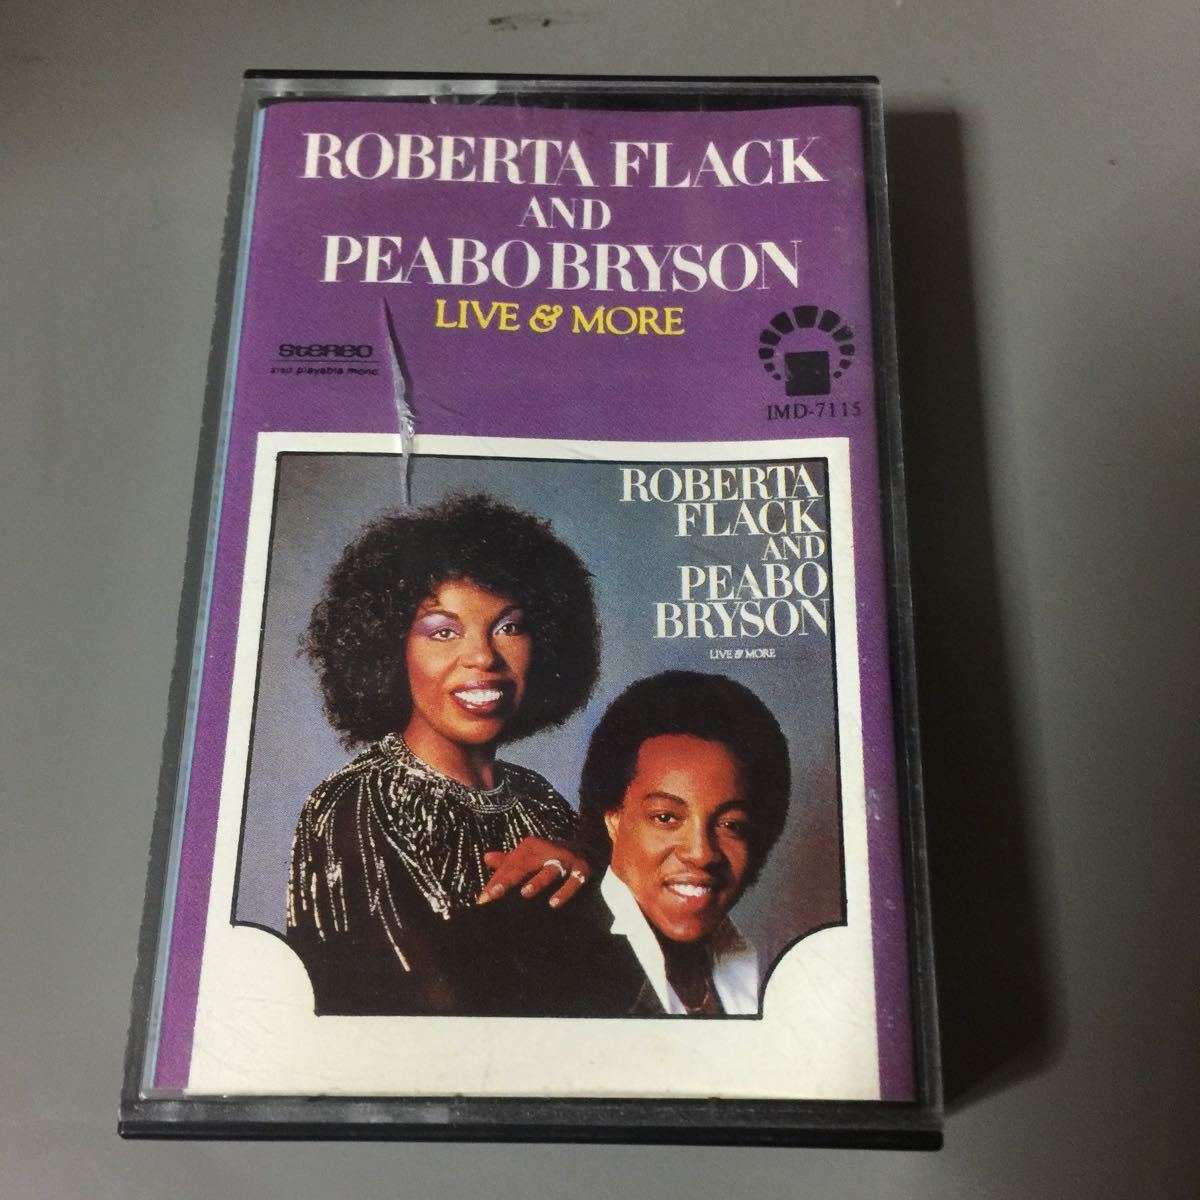 ROBERTA FLACK
AND
PEABO BRYSON
LIVE & MORE
STEREO
also playable mono
IMD-7115
ROBERTA
FLACK
AND
PEABO
BRYSON
LIVE & MORE